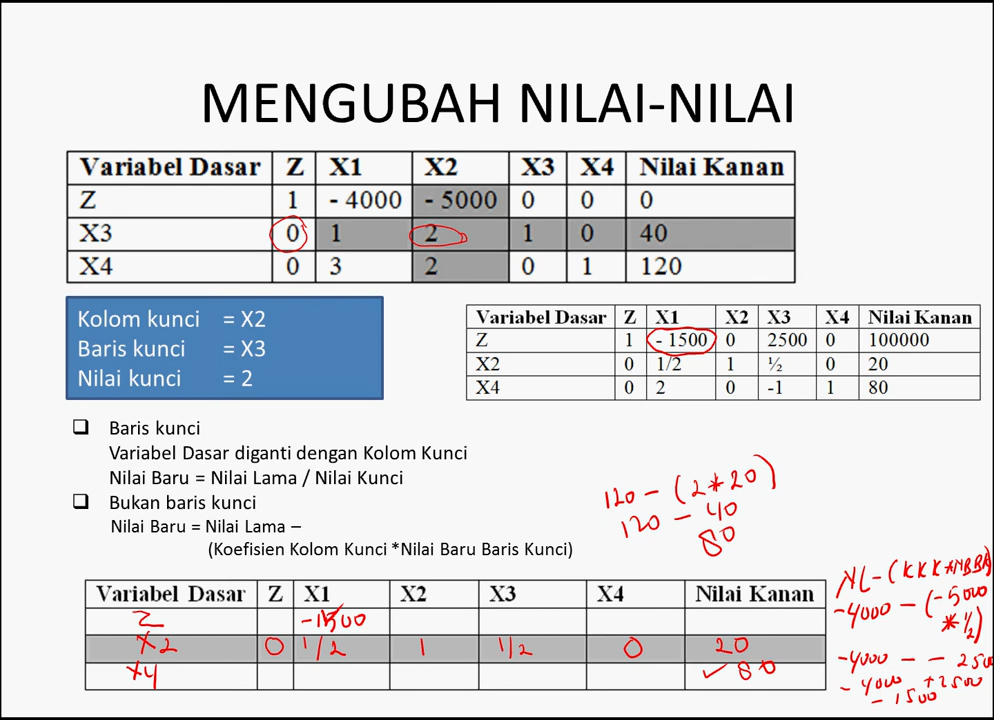 MENGUBAH NILAI-NILAI
Variabel Dasar Z X1 X2 X3 X4 Nilai Kanan
Z 1 - 4000 - 5000 0 0 0
X3 0 1 2 1 0 40
X4 0 3 2 0 1 120
Kolom kunci = X2
Baris kunci = X3
Nilai kunci = 2
Variabel Dasar Z X1 X2 X3 X4 Nilai Kanan
Z 1 - 1500 0 2500 0 100000
X2 0 1/2 1 ½ 0 20
X4 0 2 0 -1 1 80
❑ Baris kunci
Variabel Dasar diganti dengan Kolom Kunci
Nilai Baru = Nilai Lama / Nilai Kunci
❑ Bukan baris kunci
Nilai Baru = Nilai Lama –
(Koefisien Kolom Kunci *Nilai Baru Baris Kunci)
120 - (2*20)
120 - 40
80
Variabel Dasar Z X1 X2 X3 X4 Nilai Kanan
Z -1500
X2 0 1/2 1 1/2 0 20
X4 ✓ 80
NL-(KKK*NBBK)
-4000 - (-5000
* ½)
-4000 - - 2500
-4000 +2500
-1500